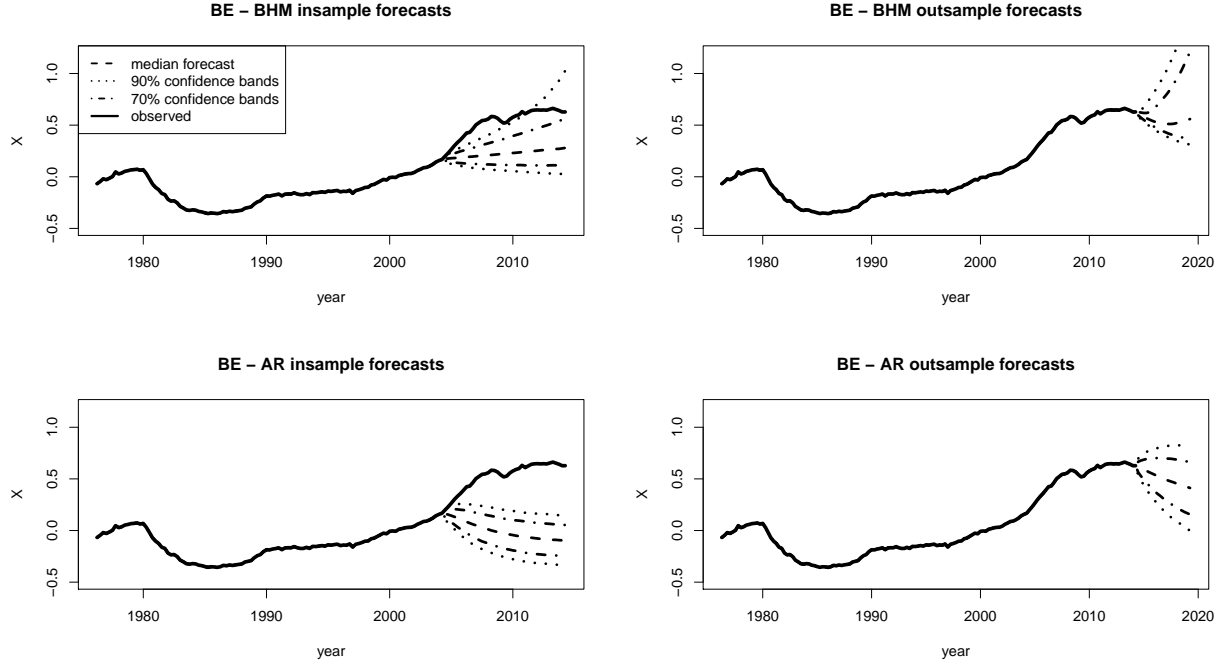 BE – BHM insample forecasts
X
1.0
0.5
0.0
−0.5
median forecast
90% confidence bands
70% confidence bands
observed
1980
1990
2000
2010
year
BE – BHM outsample forecasts
X
1.0
0.5
0.0
−0.5
1980
1990
2000
2010
2020
year
BE – AR insample forecasts
X
1.0
0.5
0.0
−0.5
1980
1990
2000
2010
year
BE – AR outsample forecasts
X
1.0
0.5
0.0
−0.5
1980
1990
2000
2010
2020
year